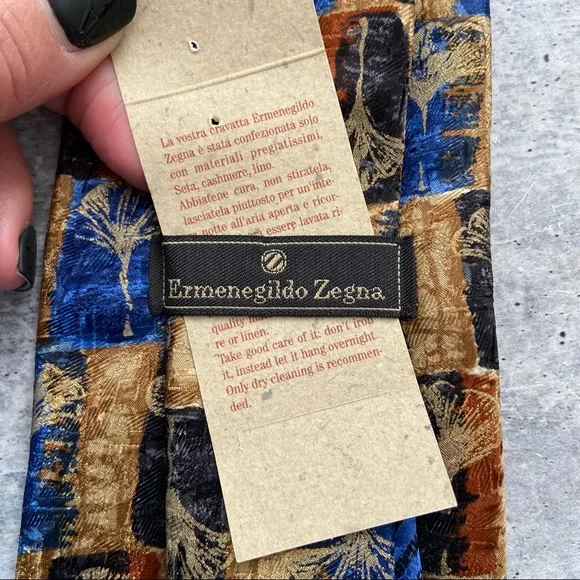 La vostra cravatta Ermenegildo
Zegna è stata confezionata solo
con materiali pregiatissimi.
Seta, cashmere, lino.
Abbiatene cura, non stiratela,
lasciatela piuttosto per un'inte-
notte all'aria aperta e ricor-
essere lavata
Ermenegildo Zegna
quality
re or linen.
Take good care of it: don't iron
it, instead let it hang overnight.
Only dry cleaning is recommen-
ded.